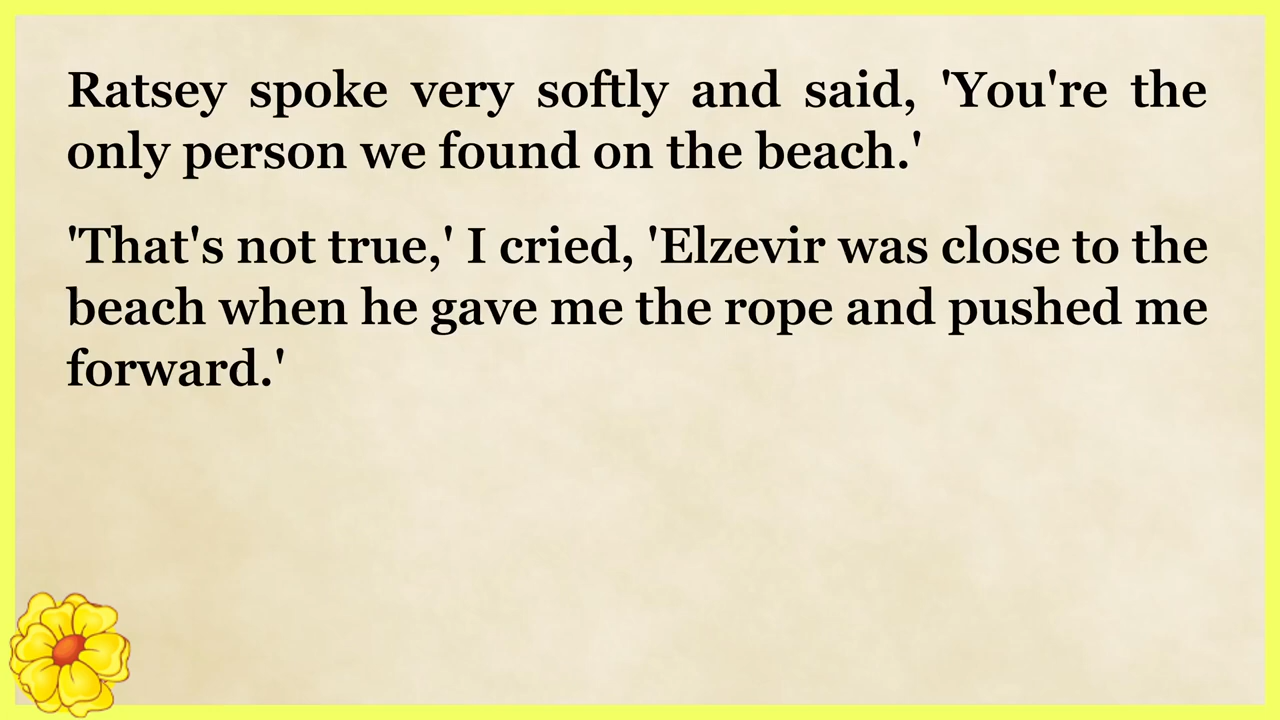 Ratsey spoke very softly and said, 'You're the
only person we found on the beach.'
'That's not true,' I cried, 'Elzevir was close to the
beach when he gave me the rope and pushed me
forward.'